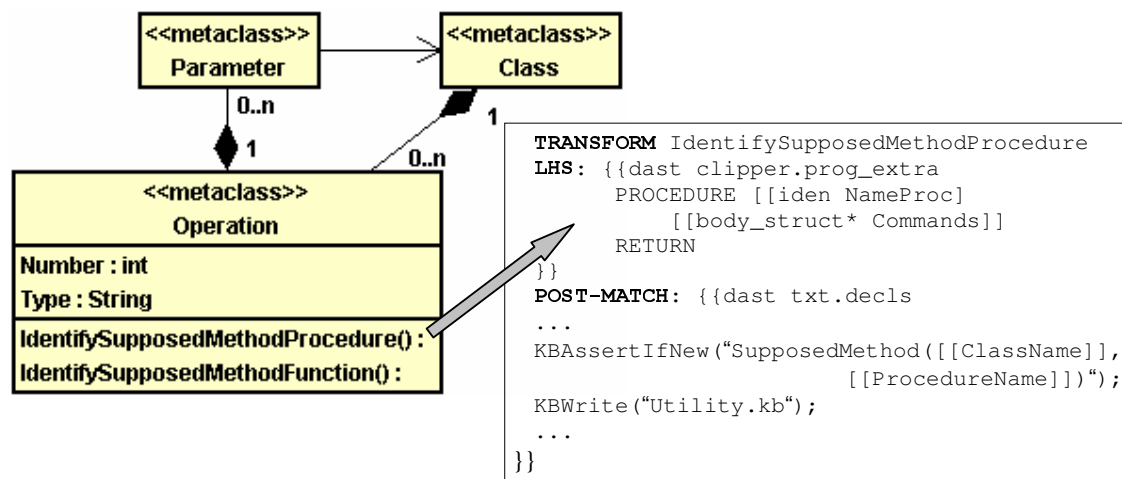 <<metaclass>>
Parameter
<<metaclass>>
Class
0..n
1
1
0..n
<<metaclass>>
Operation
Number : int
Type : String
IdentifySupposedMethodProcedure() :
IdentifySupposedMethodFunction() :
TRANSFORM IdentifySupposedMethodProcedure
LHS: {{dast clipper.prog_extra
PROCEDURE [[iden NameProc]
[[body_struct* Commands]]
RETURN
}}
POST-MATCH: {{dast txt.decls
...
KBAssertIfNew(“SupposedMethod([[ClassName]],
[[ProcedureName]])“);
KBWrite(“Utility.kb“);
...
}}